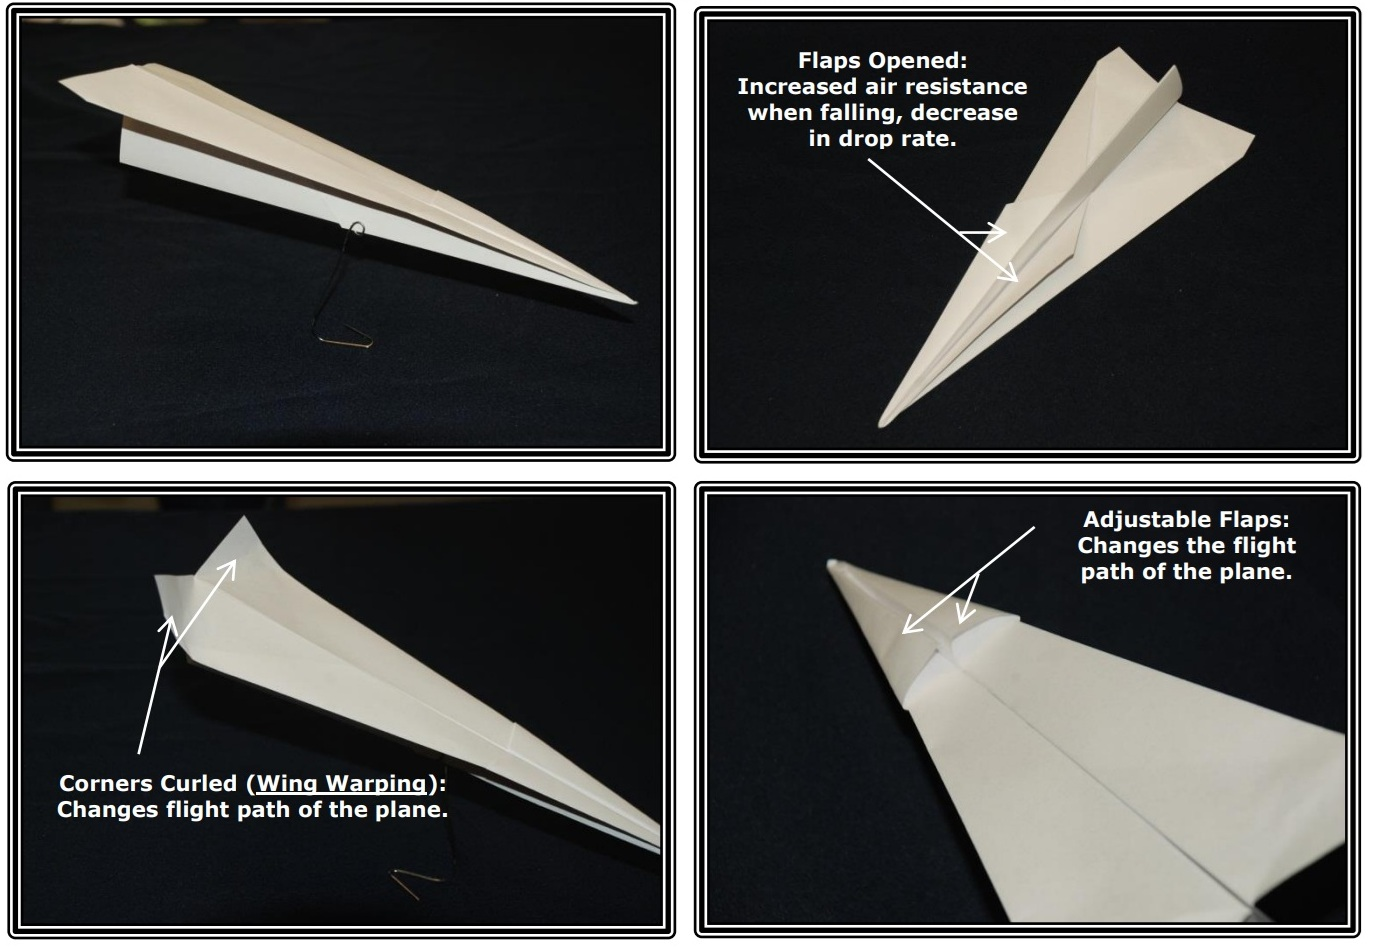 Flaps Opened:
Increased air resistance
when falling, decrease
in drop rate.
Corners Curled (Wing Warping):
Changes flight path of the plane.
Adjustable Flaps:
Changes the flight
path of the plane.